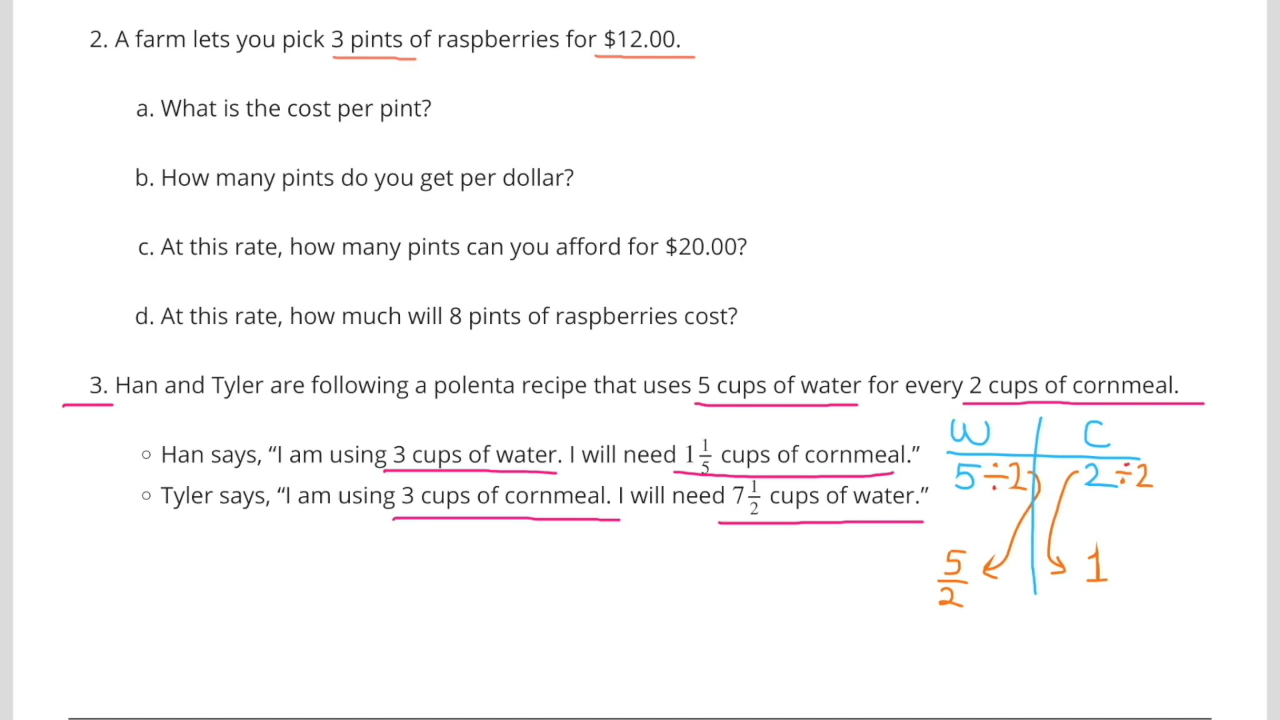 2. A farm lets you pick 3 pints of raspberries for $12.00.
a. What is the cost per pint?
b. How many pints do you get per dollar?
c. At this rate, how many pints can you afford for $20.00?
d. At this rate, how much will 8 pints of raspberries cost?
3. Han and Tyler are following a polenta recipe that uses 5 cups of water for every 2 cups of cornmeal.
W C
◦ Han says, “I am using 3 cups of water. I will need 1 1/5 cups of cornmeal.”
5÷2 2÷2
◦ Tyler says, “I am using 3 cups of cornmeal. I will need 7 1/2 cups of water.”
5/2 1